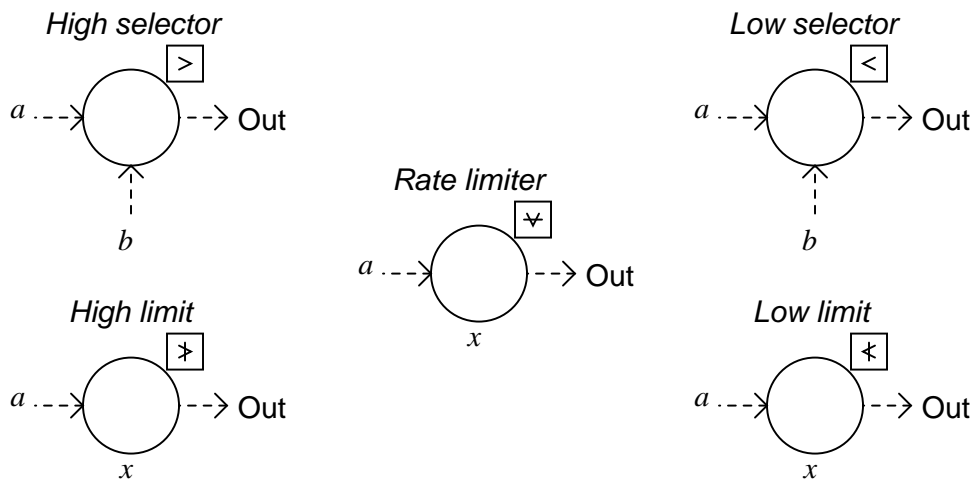 High selector
>
a
Out
b
Low selector
<
a
Out
b
Rate limiter
a
Out
x
High limit
≯
a
Out
x
Low limit
≮
a
Out
x